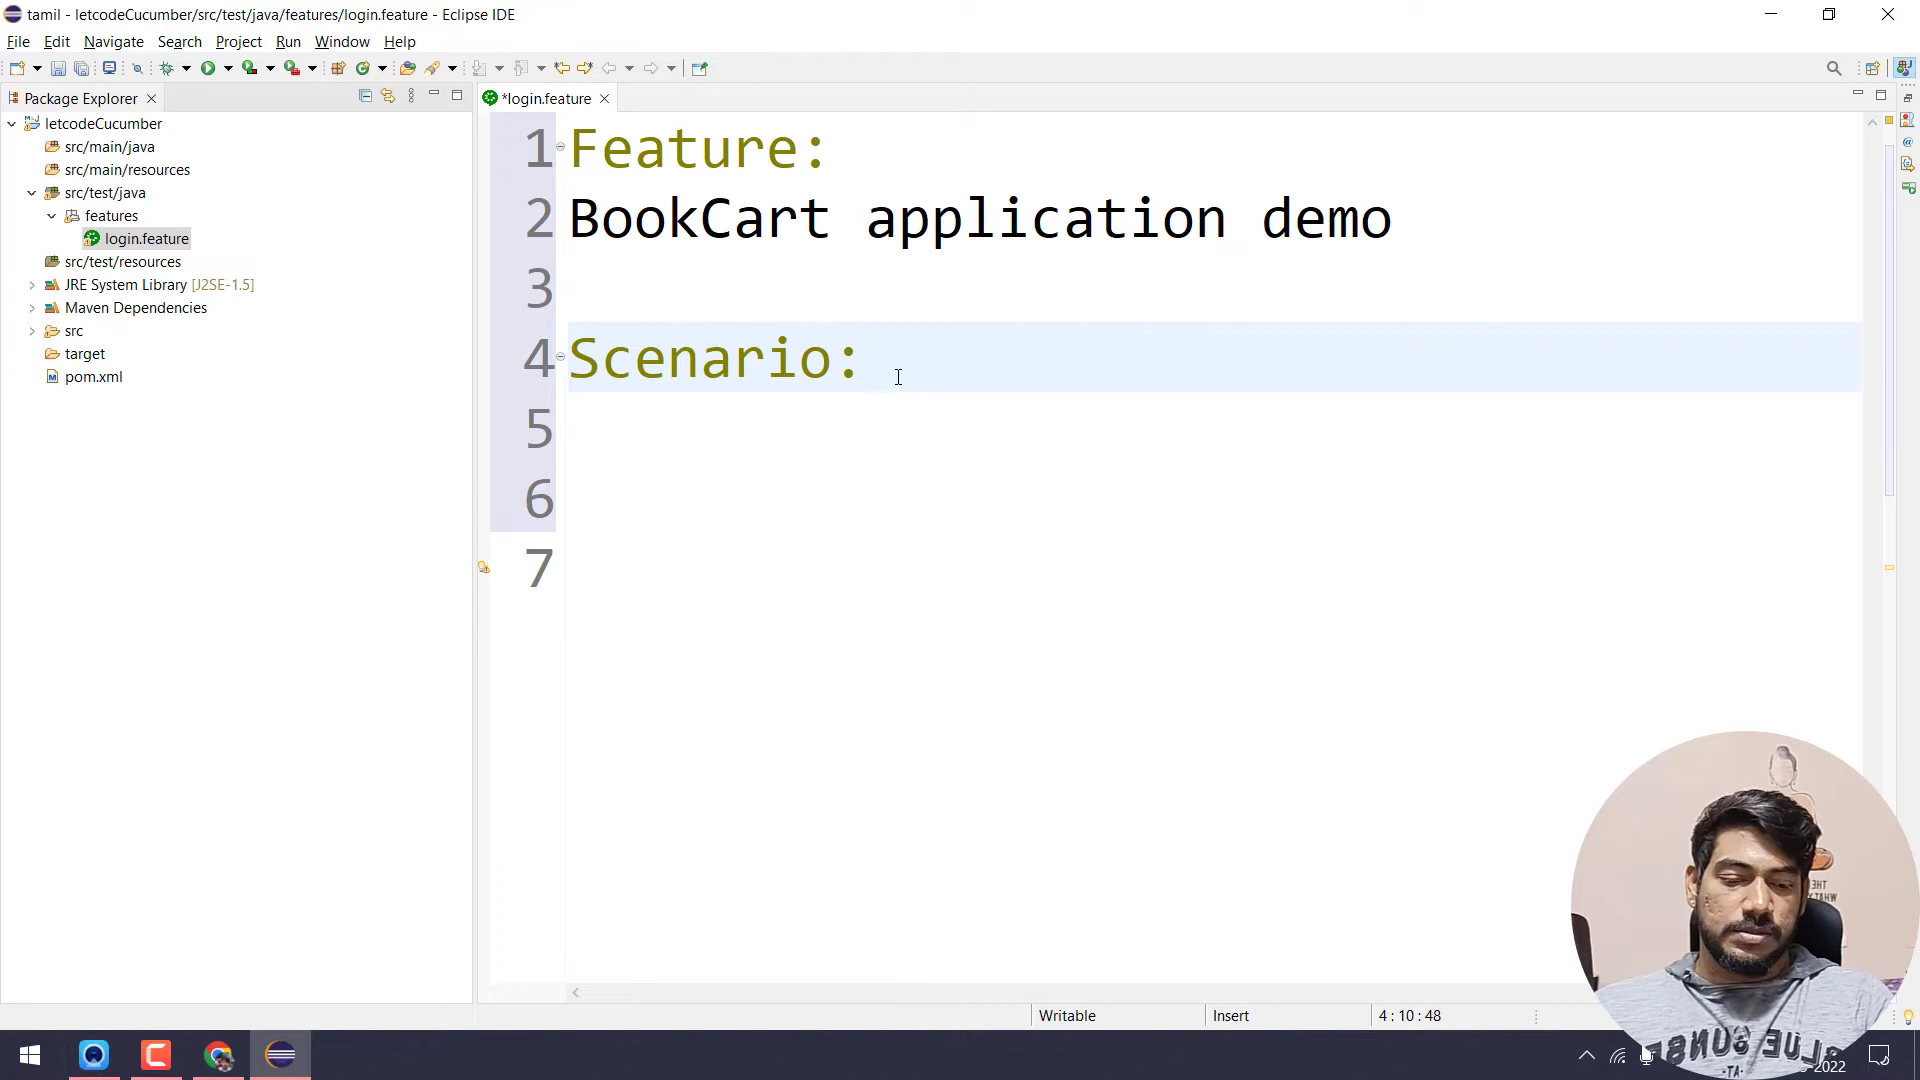 tamil - letcodeCucumber/src/test/java/features/login.feature - Eclipse IDE
File Edit Navigate Search Project Run Window Help
Package Explorer
*login.feature
letcodeCucumber
src/main/java
src/main/resources
src/test/java
features
login.feature
src/test/resources
JRE System Library [J2SE-1.5]
Maven Dependencies
src
target
pom.xml
1 Feature:
2 BookCart application demo
3
4 Scenario:
5
6
7
Writable
Insert
4 : 10 : 48
-2022